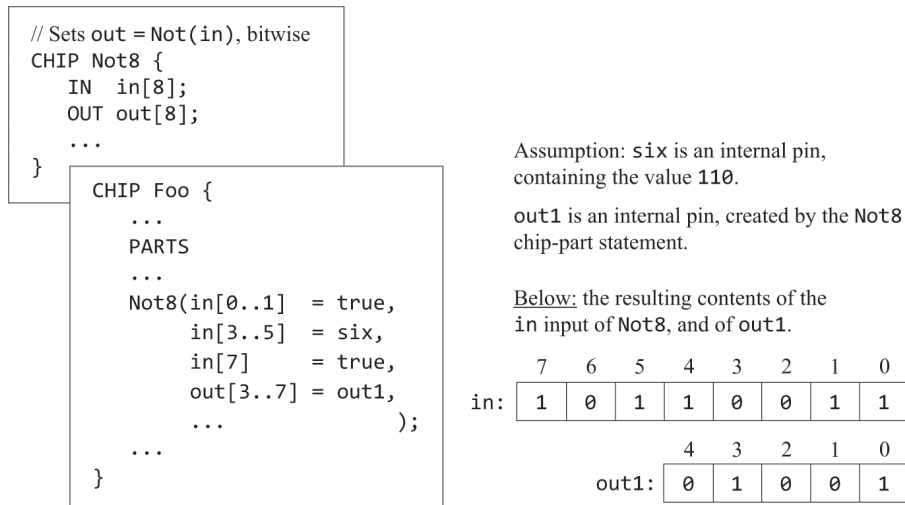 // Sets out = Not(in), bitwise
CHIP Not8 {
IN in[8];
OUT out[8];
...
}
CHIP Foo {
...
PARTS
...
Not8(in[0..1] = true,
in[3..5] = six,
in[7] = true,
out[3..7] = out1,
... );
...
}
Assumption: six is an internal pin,
containing the value 110.
out1 is an internal pin, created by the Not8
chip-part statement.
Below: the resulting contents of the
in input of Not8, and of out1.
7 6 5 4 3 2 1 0
in: 1 0 1 1 0 0 1 1
4 3 2 1 0
out1: 0 1 0 0 1